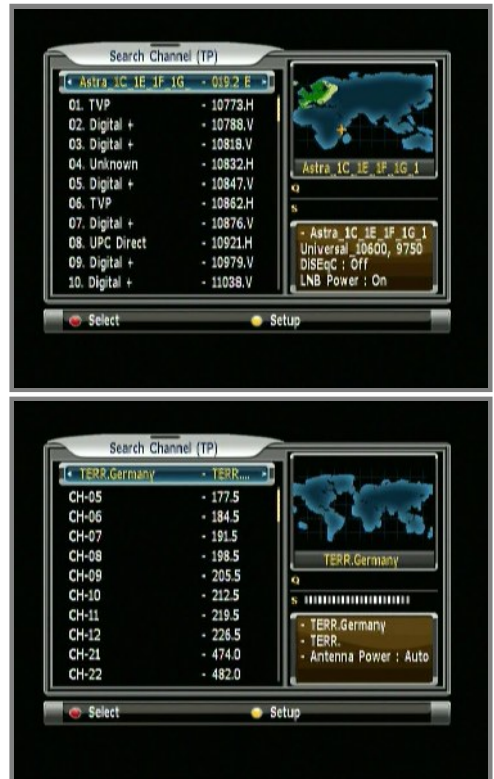 Search Channel (TP)
Astra_1C_1E_1F_1G_ - 019.2 E
01. TVP - 10773.H
02. Digital + - 10788.V
03. Digital + - 10818.V
04. Unknown - 10832.H
05. Digital + - 10847.V
06. TVP - 10862.H
07. Digital + - 10876.V
08. UPC Direct - 10921.H
09. Digital + - 10979.V
10. Digital + - 11038.V
Astra_1C_1E_1F_1G_1
Q
S
- Astra_1C_1E_1F_1G_1
Universal_10600, 9750
DiSEqC : Off
LNB Power : On
Select
Setup
Search Channel (TP)
TERR.Germany - TERR....
CH-05 - 177.5
CH-06 - 184.5
CH-07 - 191.5
CH-08 - 198.5
CH-09 - 205.5
CH-10 - 212.5
CH-11 - 219.5
CH-12 - 226.5
CH-21 - 474.0
CH-22 - 482.0
TERR.Germany
Q
S
- TERR.Germany
- TERR.
- Antenna Power : Auto
Select
Setup